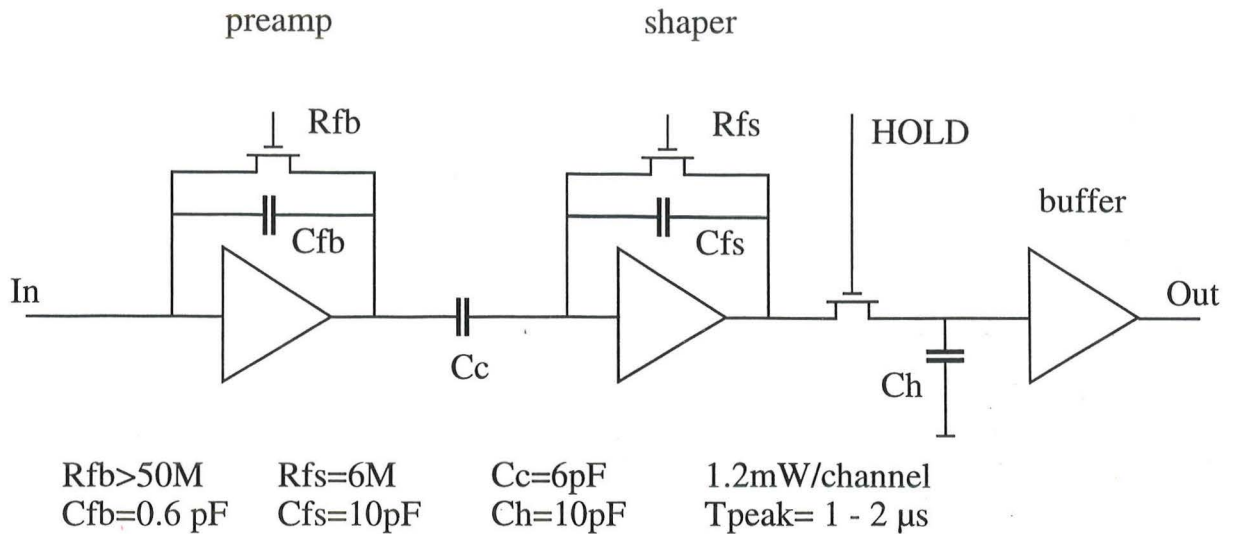 preamp
shaper
Rfb
Rfs
HOLD
buffer
Cfb
Cfs
In
Out
Cc
Ch
Rfb>50M Rfs=6M Cc=6pF 1.2mW/channel
Cfb=0.6 pF Cfs=10pF Ch=10pF Tpeak= 1 - 2 µs